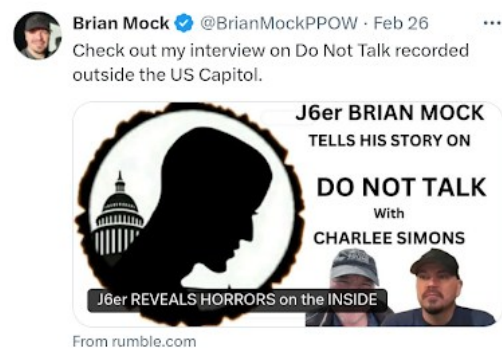 Brian Mock @BrianMockPPOW · Feb 26
Check out my interview on Do Not Talk recorded
outside the US Capitol.
J6er BRIAN MOCK
TELLS HIS STORY ON
DO NOT TALK
With
CHARLEE SIMONS
J6er REVEALS HORRORS on the INSIDE
From rumble.com